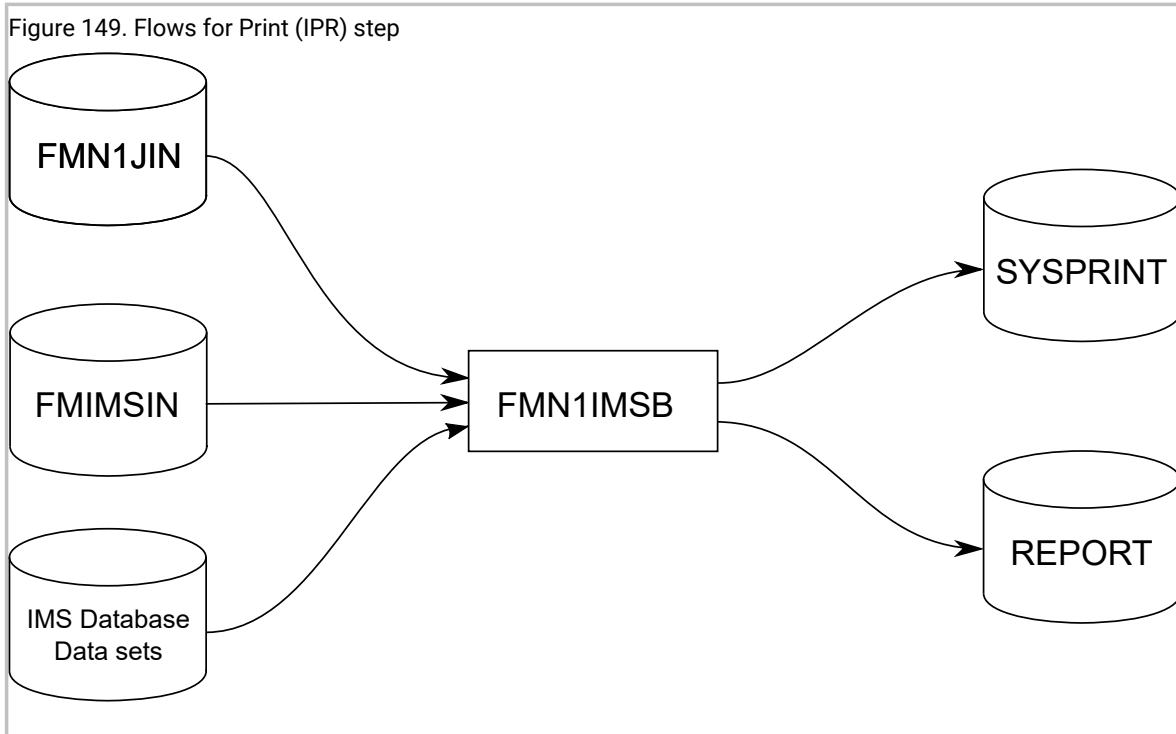 Figure 149. Flows for Print (IPR) step
FMN1JIN
FMIMSIN
IMS Database
Data sets
FMN1IMSB
SYSPRINT
REPORT